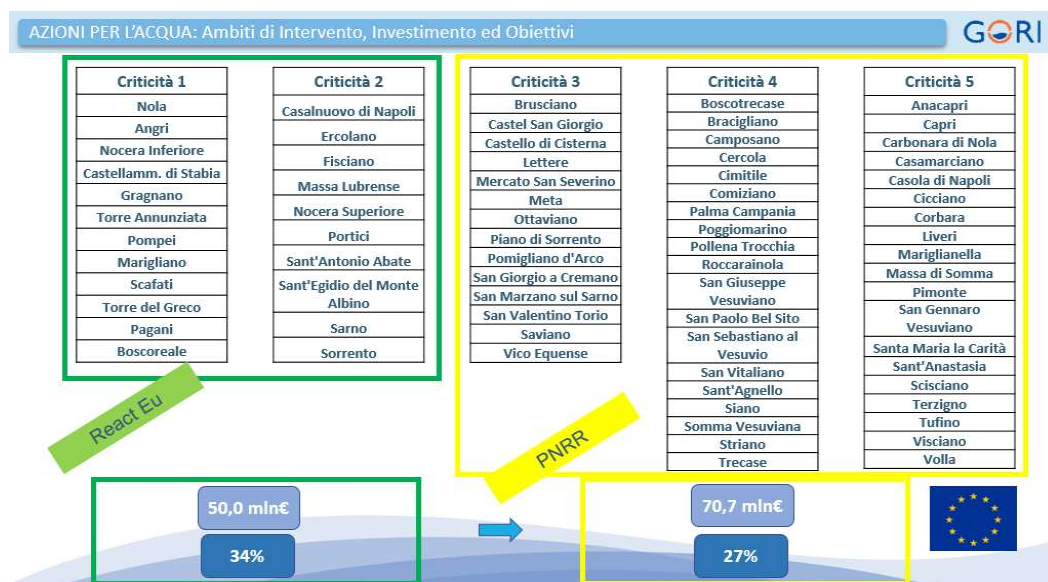 AZIONI PER L'ACQUA: Ambiti di Intervento, Investimento ed Obiettivi
GORI
Criticità 1
Nola
Angri
Nocera Inferiore
Castellamm. di Stabia
Gragnano
Torre Annunziata
Pompei
Marigliano
Scafati
Torre del Greco
Pagani
Boscoreale
Criticità 2
Casalnuovo di Napoli
Ercolano
Fisciano
Massa Lubrense
Nocera Superiore
Portici
Sant'Antonio Abate
Sant'Egidio del Monte
Albino
Sarno
Sorrento
Criticità 3
Brusciano
Castel San Giorgio
Castello di Cisterna
Lettere
Mercato San Severino
Meta
Ottaviano
Piano di Sorrento
Pomigliano d'Arco
San Giorgio a Cremano
San Marzano sul Sarno
San Valentino Torio
Saviano
Vico Equense
Criticità 4
Boscotrecase
Bracigliano
Camposano
Cercola
Cimitile
Comiziano
Palma Campania
Poggiomarino
Pollena Trocchia
Roccarainola
San Giuseppe
Vesuviano
San Paolo Bel Sito
San Sebastiano al
Vesuvio
San Vitaliano
Sant'Agnello
Siano
Somma Vesuviana
Striano
Trecase
Criticità 5
Anacapri
Capri
Carbonara di Nola
Casamarciano
Casola di Napoli
Cicciano
Corbara
Liveri
Mariglianella
Massa di Somma
Pimonte
San Gennaro
Vesuviano
Santa Maria la Carità
Sant'Anastasia
Scisciano
Terzigno
Tufino
Visciano
Volla
React Eu
PNRR
50,0 mln€
34%
70,7 mln€
27%